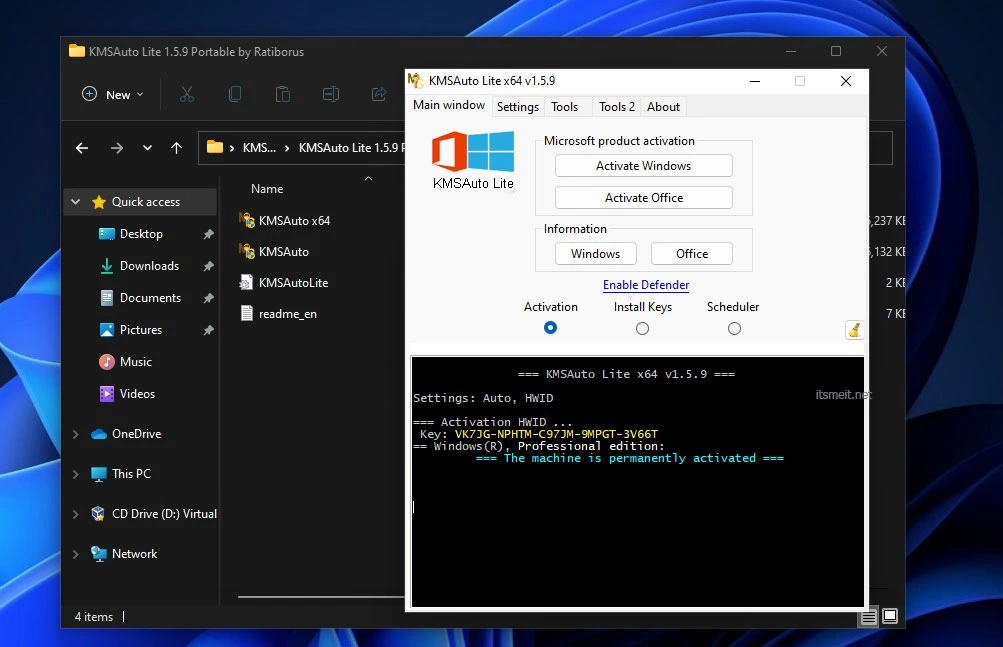 KMSAuto Lite 1.5.9 Portable by Ratiborus
New
KMS... > KMSAuto Lite 1.5.9 P
Name
Quick access
Desktop
Downloads
Documents
Pictures
Music
Videos
OneDrive
This PC
CD Drive (D:) Virtual
Network
KMSAuto x64
KMSAuto
KMSAutoLite
readme_en
,237 KB
,132 KB
2 KB
7 KB
4 items
KMSAuto Lite x64 v1.5.9
Main window Settings Tools Tools 2 About
KMSAuto Lite
Microsoft product activation
Activate Windows
Activate Office
Information
Windows Office
Enable Defender
Activation Install Keys Scheduler
=== KMSAuto Lite x64 v1.5.9 ===
Settings: Auto, HWID
=== Activation HWID ...
Key: VK7JG-NPHTM-C97JM-9MPGT-3V66T
== Windows(R), Professional edition:
=== The machine is permanently activated ===
itsmeit.net